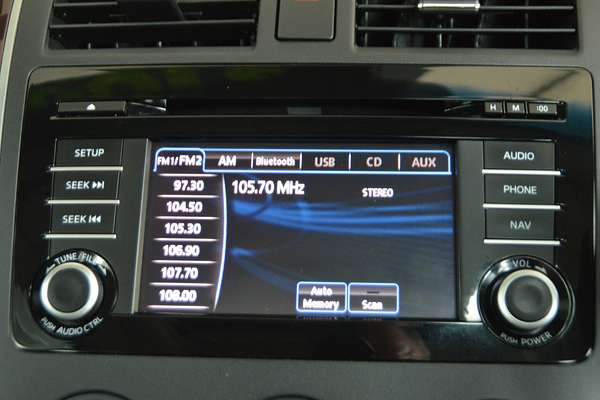 H M :00
SETUP
SEEK
SEEK
TUNE/FILE
PUSH AUDIO CTRL
FM1/FM2 AM Bluetooth USB CD AUX
97.30
104.50
105.30
106.90
107.70
108.00
105.70 MHz
STEREO
Auto
Memory
Scan
AUDIO
PHONE
NAV
VOL
PUSH POWER